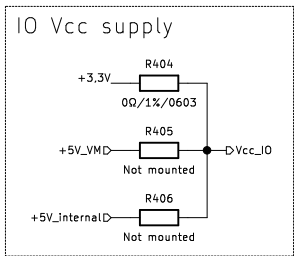 IO Vcc supply
R404
+3,3V
0Ω/1%/0603
R405
+5V_VM
Vcc_IO
Not mounted
R406
+5V_internal
Not mounted